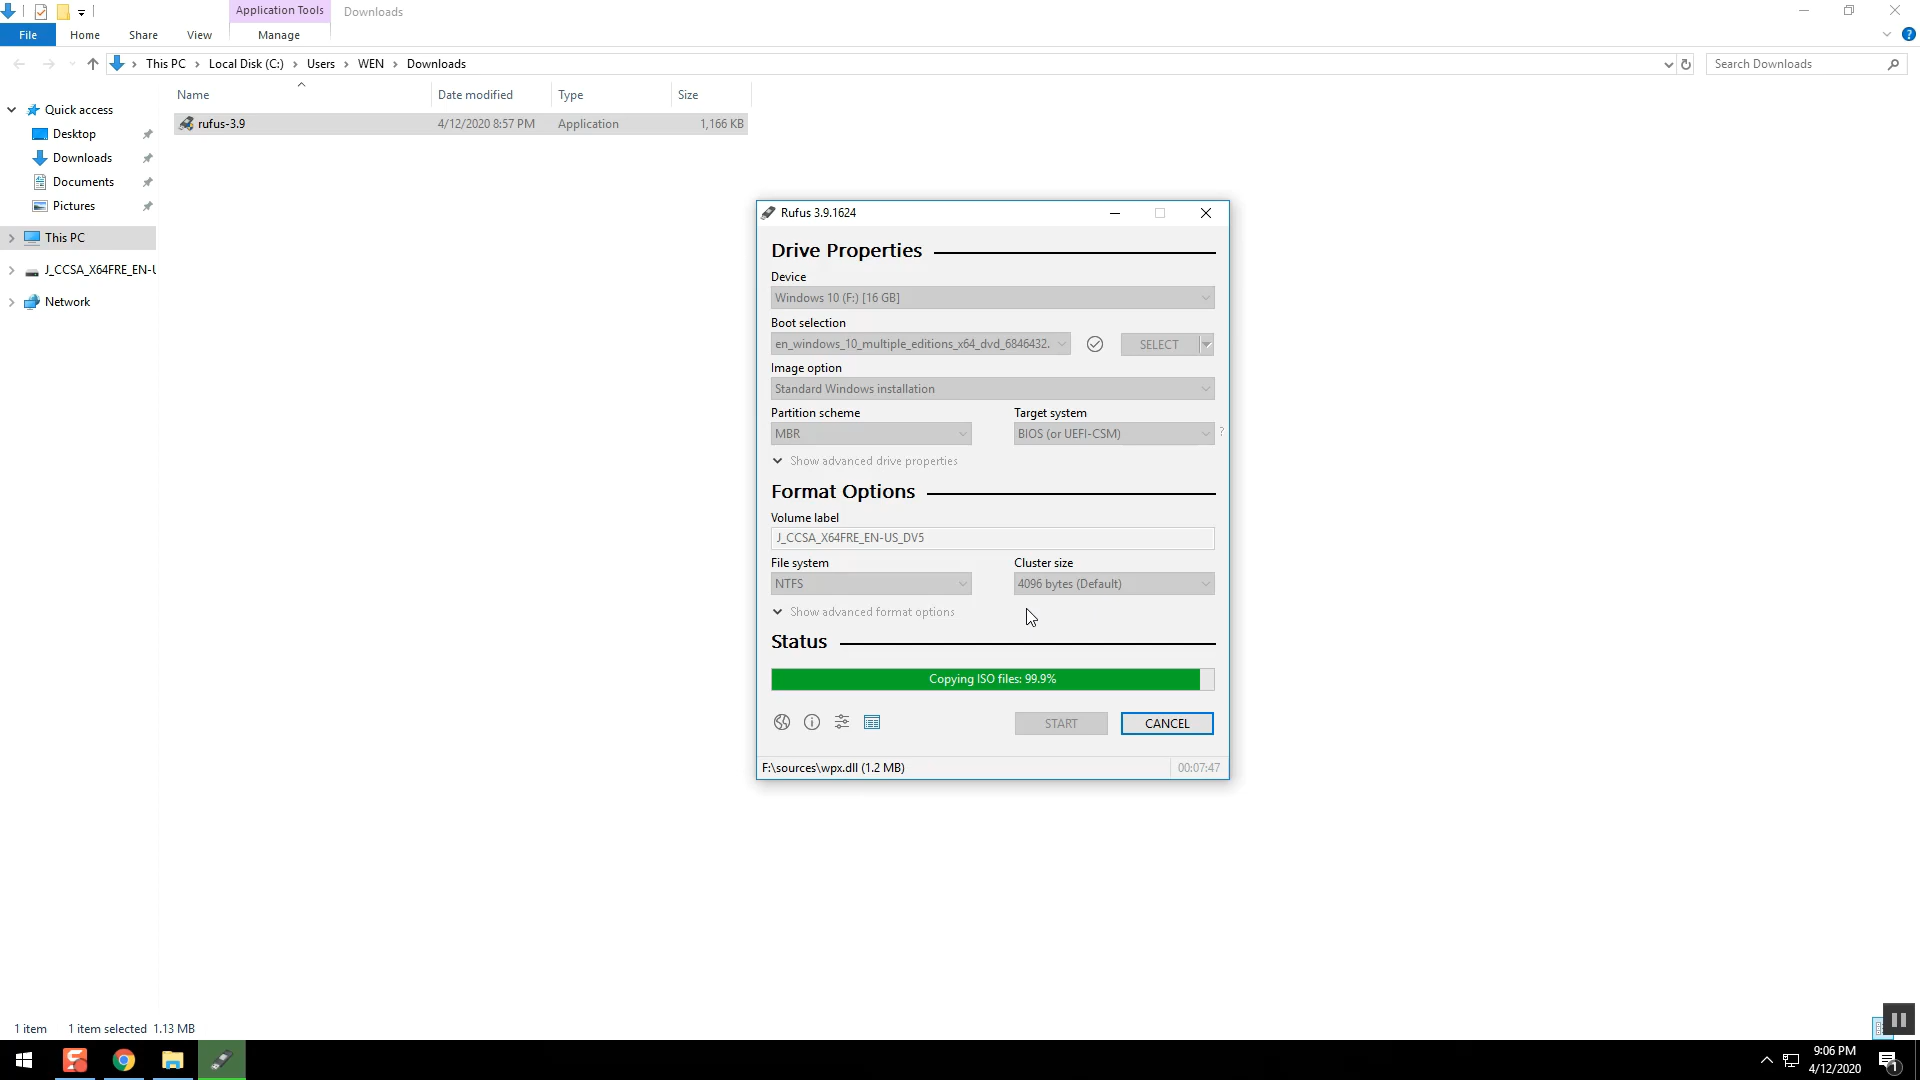 Application Tools
Downloads
File
Home
Share
View
Manage
This PC
Local Disk (C:)
Users
WEN
Downloads
Search Downloads
Name
Date modified
Type
Size
rufus-3.9
4/12/2020 8:57 PM
Application
1,166 KB
Quick access
Desktop
Downloads
Documents
Pictures
This PC
J_CCSA_X64FRE_EN-U
Network
Rufus 3.9.1624
Drive Properties
Device
Windows 10 (F:) [16 GB]
Boot selection
en_windows_10_multiple_editions_x64_dvd_6846432.
SELECT
Image option
Standard Windows installation
Partition scheme
Target system
MBR
BIOS (or UEFI-CSM)
?
Show advanced drive properties
Format Options
Volume label
J_CCSA_X64FRE_EN-US_DV5
File system
Cluster size
NTFS
4096 bytes (Default)
Show advanced format options
Status
Copying ISO files: 99.9%
START
CANCEL
F:\sources\wpx.dll (1.2 MB)
00:07:47
1 item
1 item selected 1.13 MB
9:06 PM
4/12/2020
1